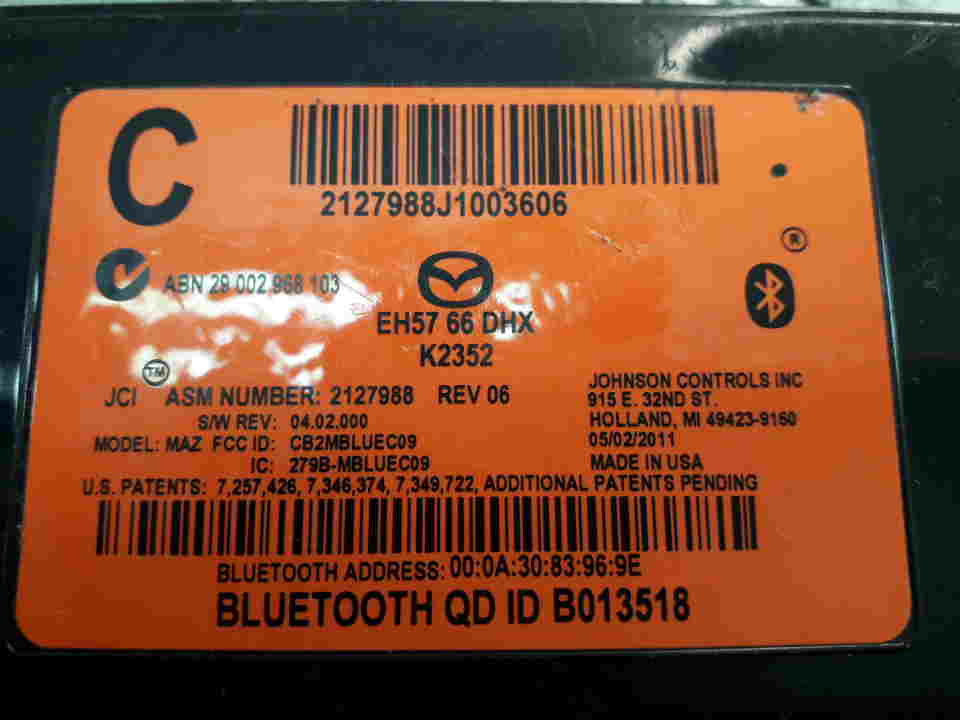 C
2127988J1003606
®
ABN 29 002 968 103
EH57 66 DHX
K2352
TM
JCI ASM NUMBER: 2127988 REV 06
S/W REV: 04.02.000
MODEL: MAZ FCC ID: CB2MBLUEC09
IC: 279B-MBLUEC09
JOHNSON CONTROLS INC
915 E. 32ND ST.
HOLLAND, MI 49423-9160
05/02/2011
MADE IN USA
U.S. PATENTS: 7,257,426, 7,346,374, 7,349,722, ADDITIONAL PATENTS PENDING
BLUETOOTH ADDRESS: 00:0A:30:83:96:9E
BLUETOOTH QD ID B013518